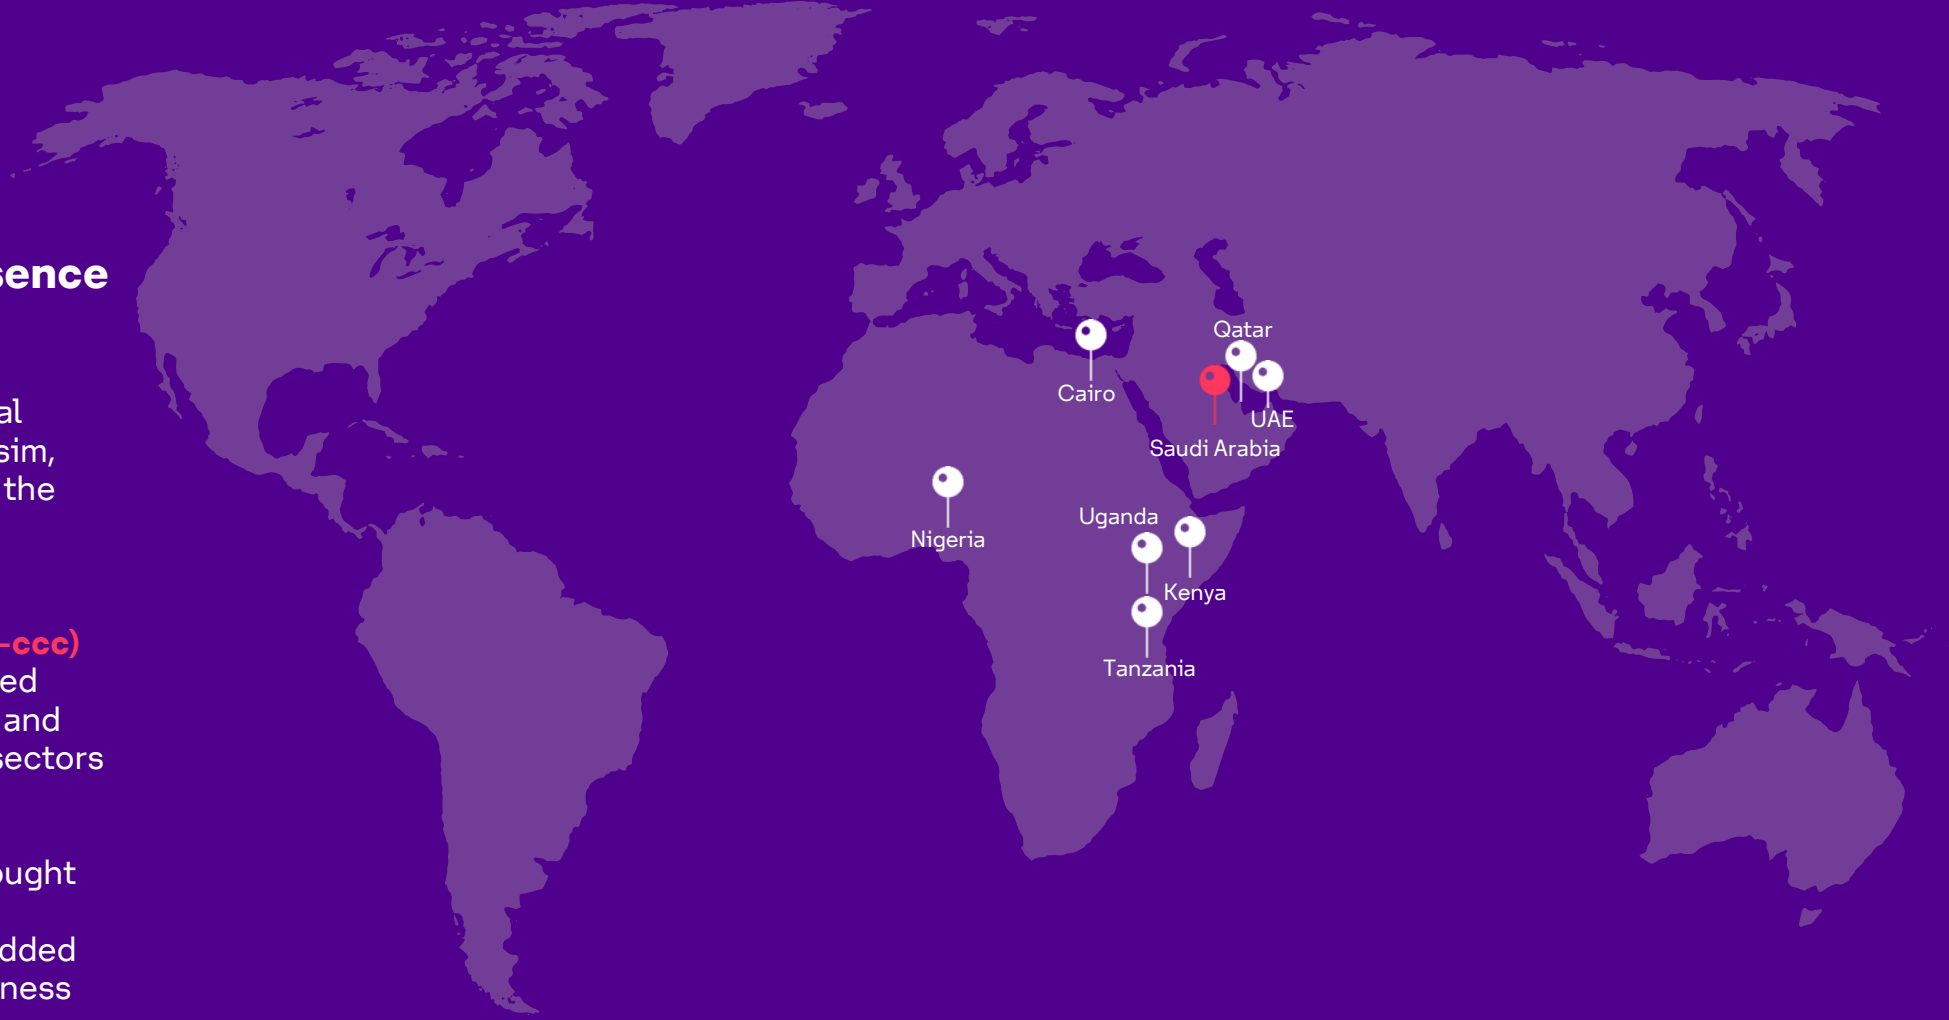 sence
al
sim,
the
-ccc)
ed
and
sectors
ought
dded
ness
Qatar
Cairo
UAE
Saudi Arabia
Nigeria
Uganda
Kenya
Tanzania